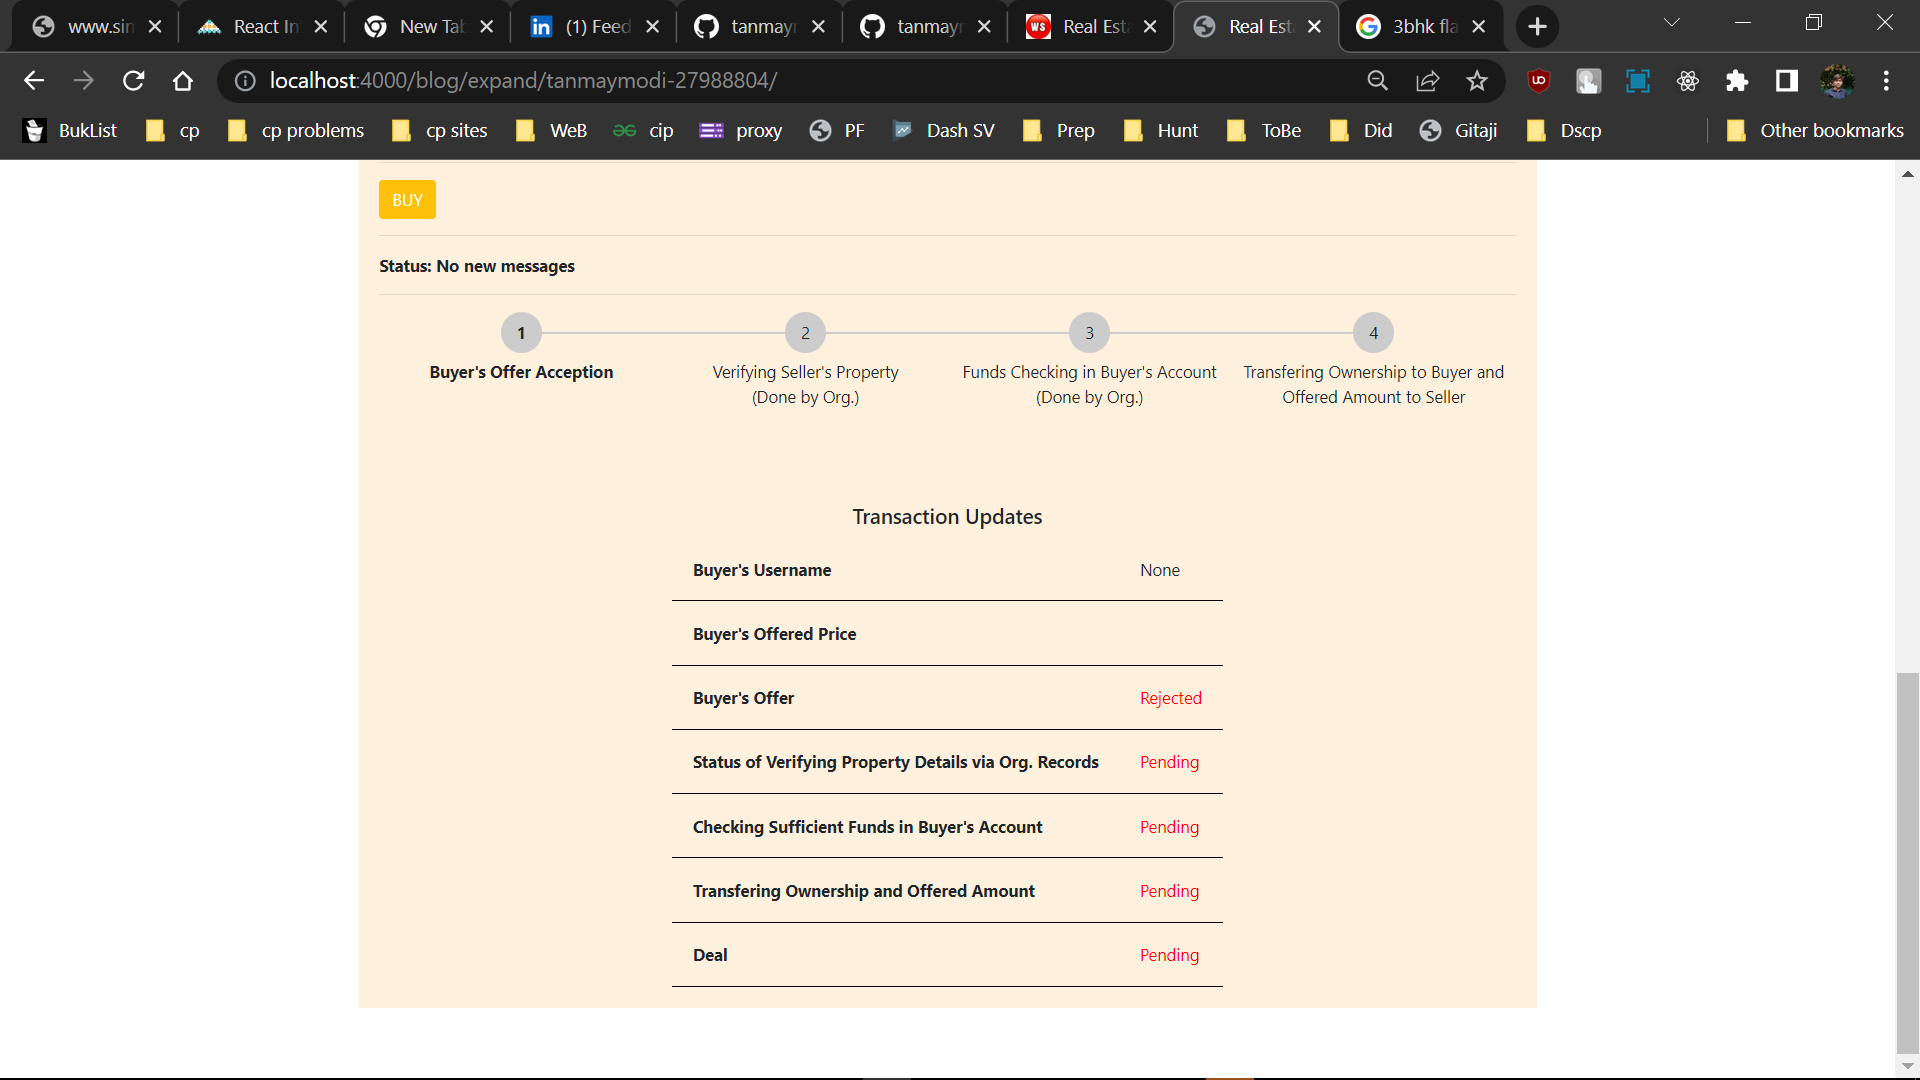 www.sin
React In
New Tab
(1) Feed
tanmayn
tanmayn
Real Est
Real Est
3bhk fla
localhost:4000/blog/expand/tanmaymodi-27988804/
BukList
cp
cp problems
cp sites
WeB
cip
proxy
PF
Dash SV
Prep
Hunt
ToBe
Did
Gitaji
Dscp
Other bookmarks
BUY
Status: No new messages
1
2
3
4
Buyer's Offer Acception
Verifying Seller's Property
(Done by Org.)
Funds Checking in Buyer's Account
(Done by Org.)
Transfering Ownership to Buyer and
Offered Amount to Seller
Transaction Updates
Buyer's Username None
Buyer's Offered Price
Buyer's Offer Rejected
Status of Verifying Property Details via Org. Records Pending
Checking Sufficient Funds in Buyer's Account Pending
Transfering Ownership and Offered Amount Pending
Deal Pending